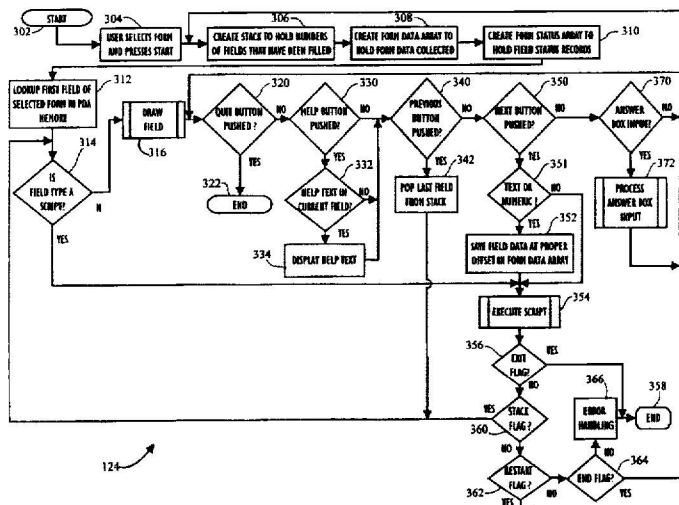 START
302
304
USER SELECTS FORM
AND PRESSES START
306
CREATE STACK TO HOLD NUMBERS
OF FIELDS THAT HAVE BEEN FILLED
308
CREATE FORM DATA ARRAY TO
HOLD FORM DATA COLLECTED
CREATE FORM STATUS ARRAY TO
HOLD FIELD STATUS RECORDS
310
312
LOOKUP FIRST FIELD OF
SELECTED FORM IN PDA
MEMORY
314
IS
FIELD TYPE A
SCRIPT?
N
YES
DRAW
FIELD
316
320
QUIT BUTTON
PUSHED?
NO
YES
322
END
330
HELP BUTTON
PUSHED?
NO
YES
332
HELP TEXT IN
CURRENT FIELD?
NO
YES
334
DISPLAY HELP TEXT
340
PREVIOUS
BUTTON
PUSHED?
NO
YES
342
POP LAST FIELD
FROM STACK
350
NEXT BUTTON
PUSHED?
NO
YES
351
TEXT OR
NUMERIC?
NO
YES
352
SAVE FIELD DATA AT PROPER
OFFSET IN FORM DATA ARRAY
370
ANSWER
BOX INPUT?
NO
YES
372
PROCESS
ANSWER BOX
INPUT
EXECUTE SCRIPT
354
356
EXIT
FLAG?
YES
NO
YES
STACK
FLAG?
360
NO
366
ERROR
HANDLING
358
END
NO
362
RESTART
FLAG?
NO
YES
END FLAG?
364
YES
124